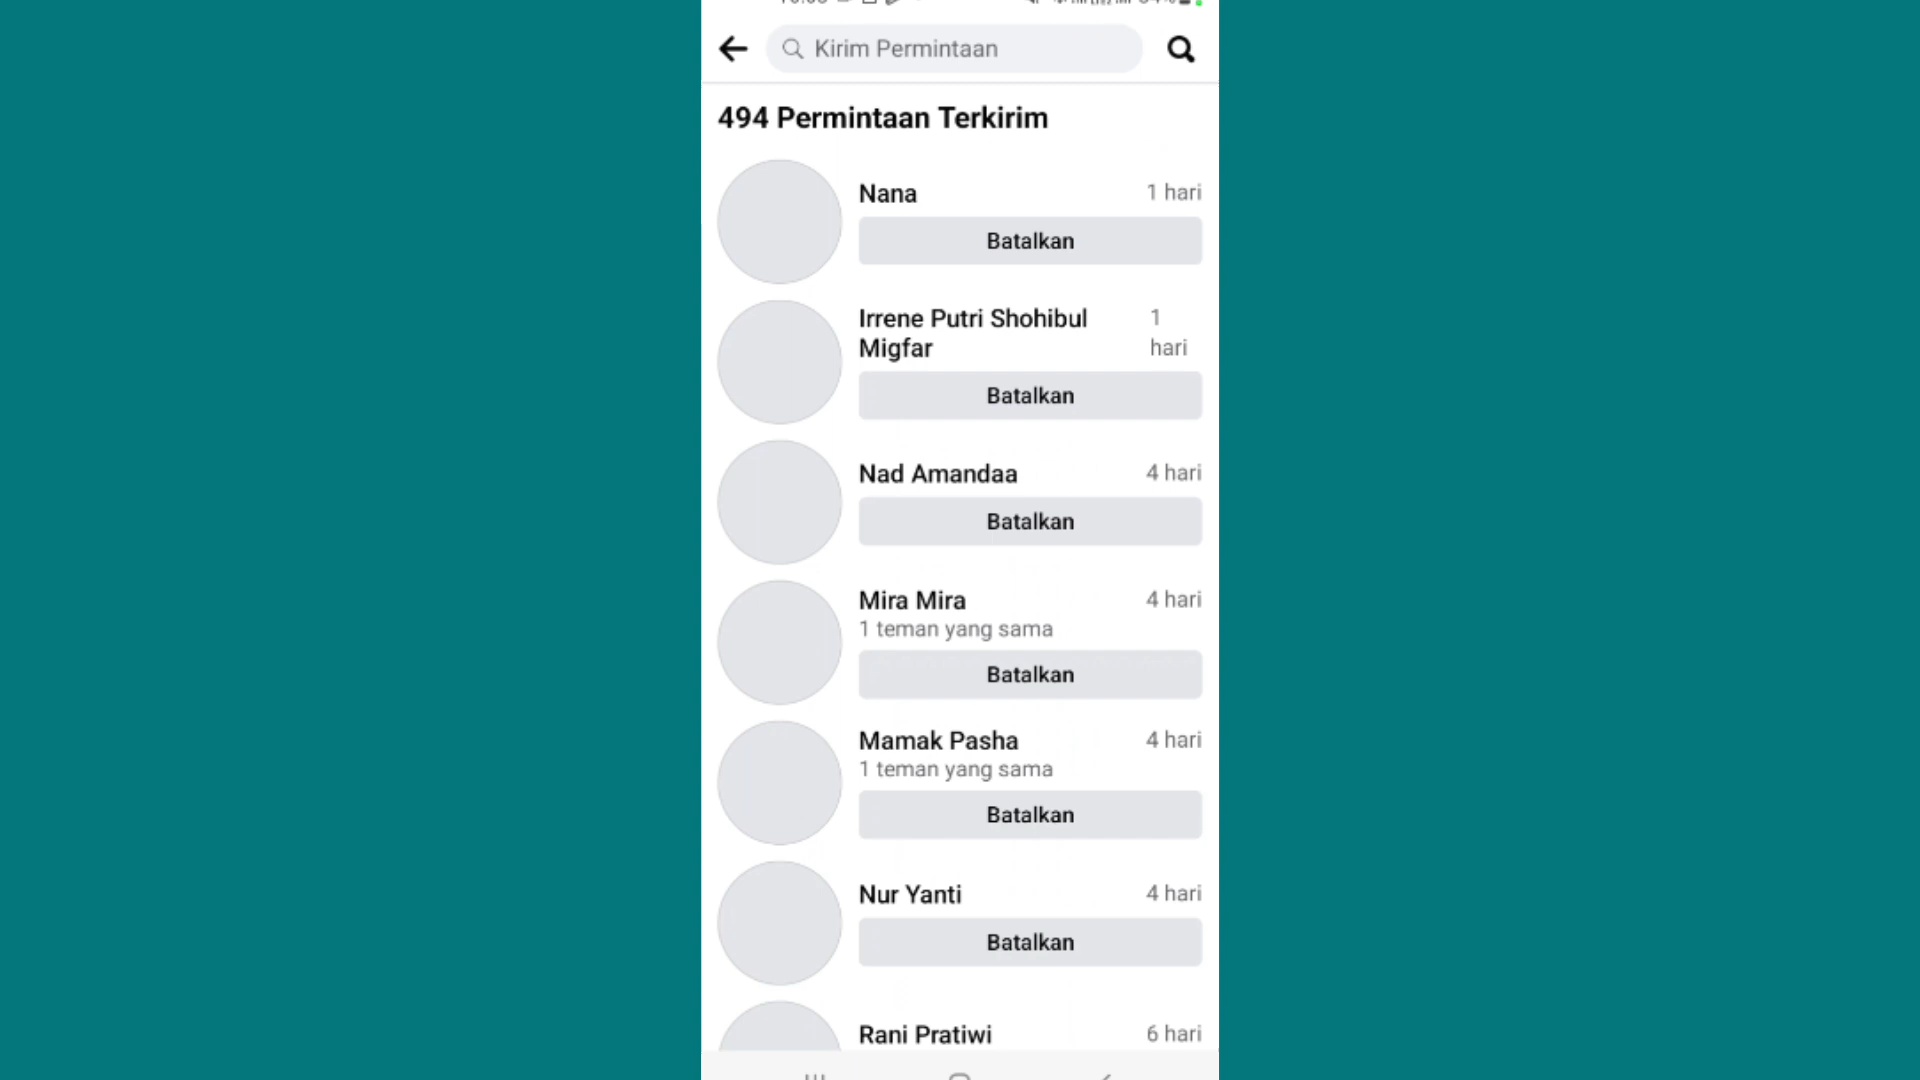 Kirim Permintaan
494 Permintaan Terkirim
Nana 1 hari
Batalkan
Irrene Putri Shohibul 1
Migfar hari
Batalkan
Nad Amandaa 4 hari
Batalkan
Mira Mira 4 hari
1 teman yang sama
Batalkan
Mamak Pasha 4 hari
1 teman yang sama
Batalkan
Nur Yanti 4 hari
Batalkan
Rani Pratiwi 6 hari